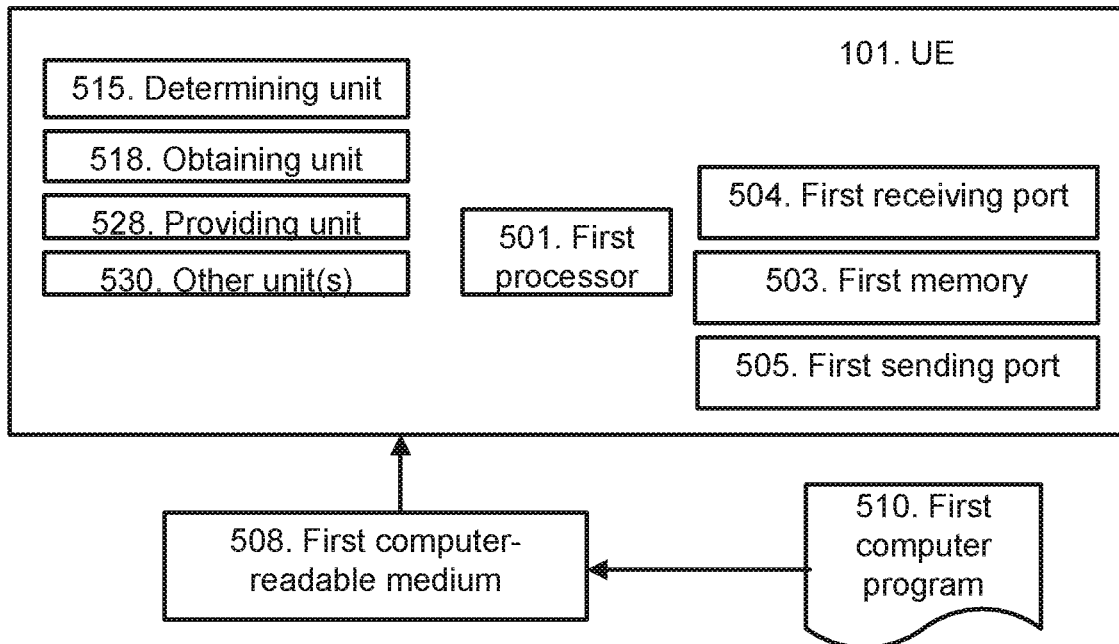 101. UE
515. Determining unit
518. Obtaining unit
528. Providing unit
530. Other unit(s)
501. First
processor
504. First receiving port
503. First memory
505. First sending port
508. First computer-
readable medium
510. First
computer
program